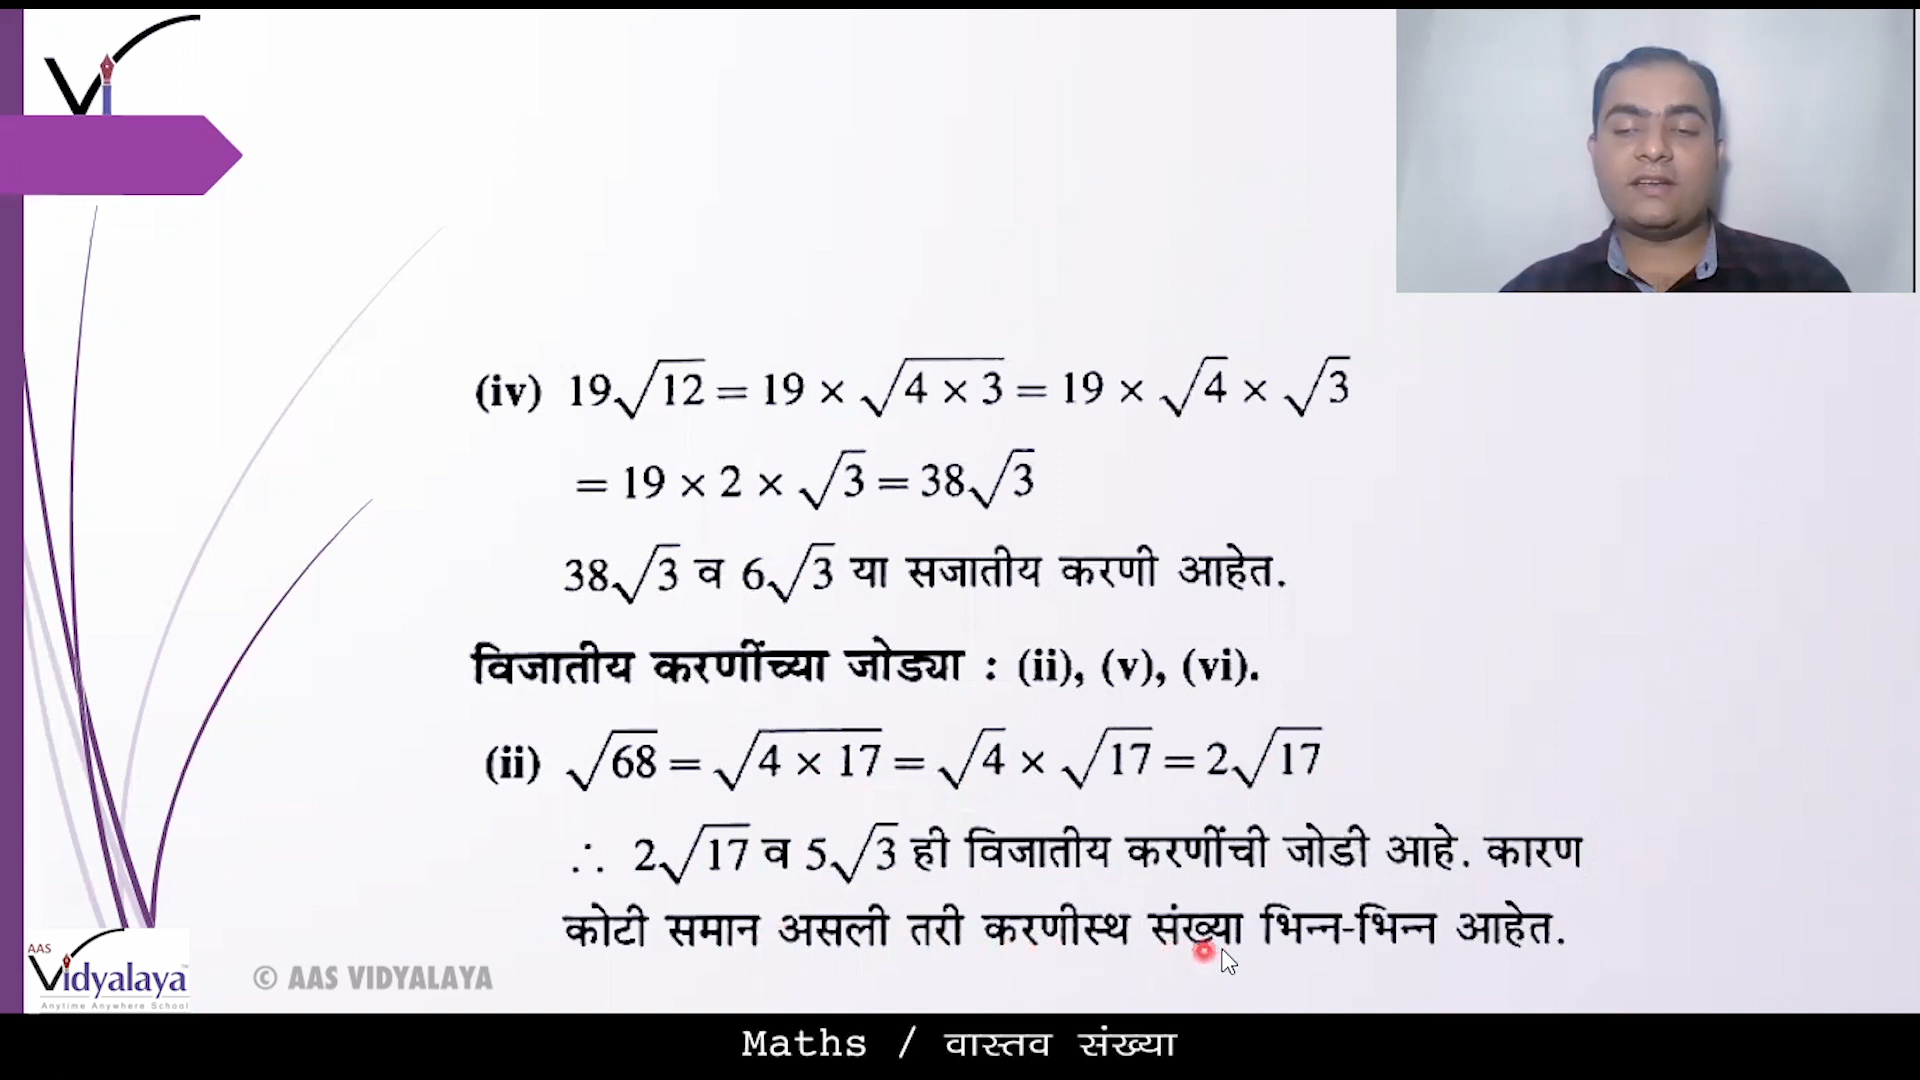 Vi
(iv) 19√12 = 19 × √4 × 3 = 19 × √4 × √3
= 19 × 2 × √3 = 38√3
38√3 व 6√3 या सजातीय करणी आहेत.
विजातीय करणींच्या जोड्या : (ii), (v), (vi).
(ii) √68 = √4 × 17 = √4 × √17 = 2√17
∴ 2√17 व 5√3 ही विजातीय करणींची जोडी आहे. कारण
कोटी समान असली तरी करणीस्थ संख्या भिन्न-भिन्न आहेत.
AAS
Vidyalaya™
Anytime Anywhere School
© AAS VIDYALAYA
Maths / वास्तव संख्या